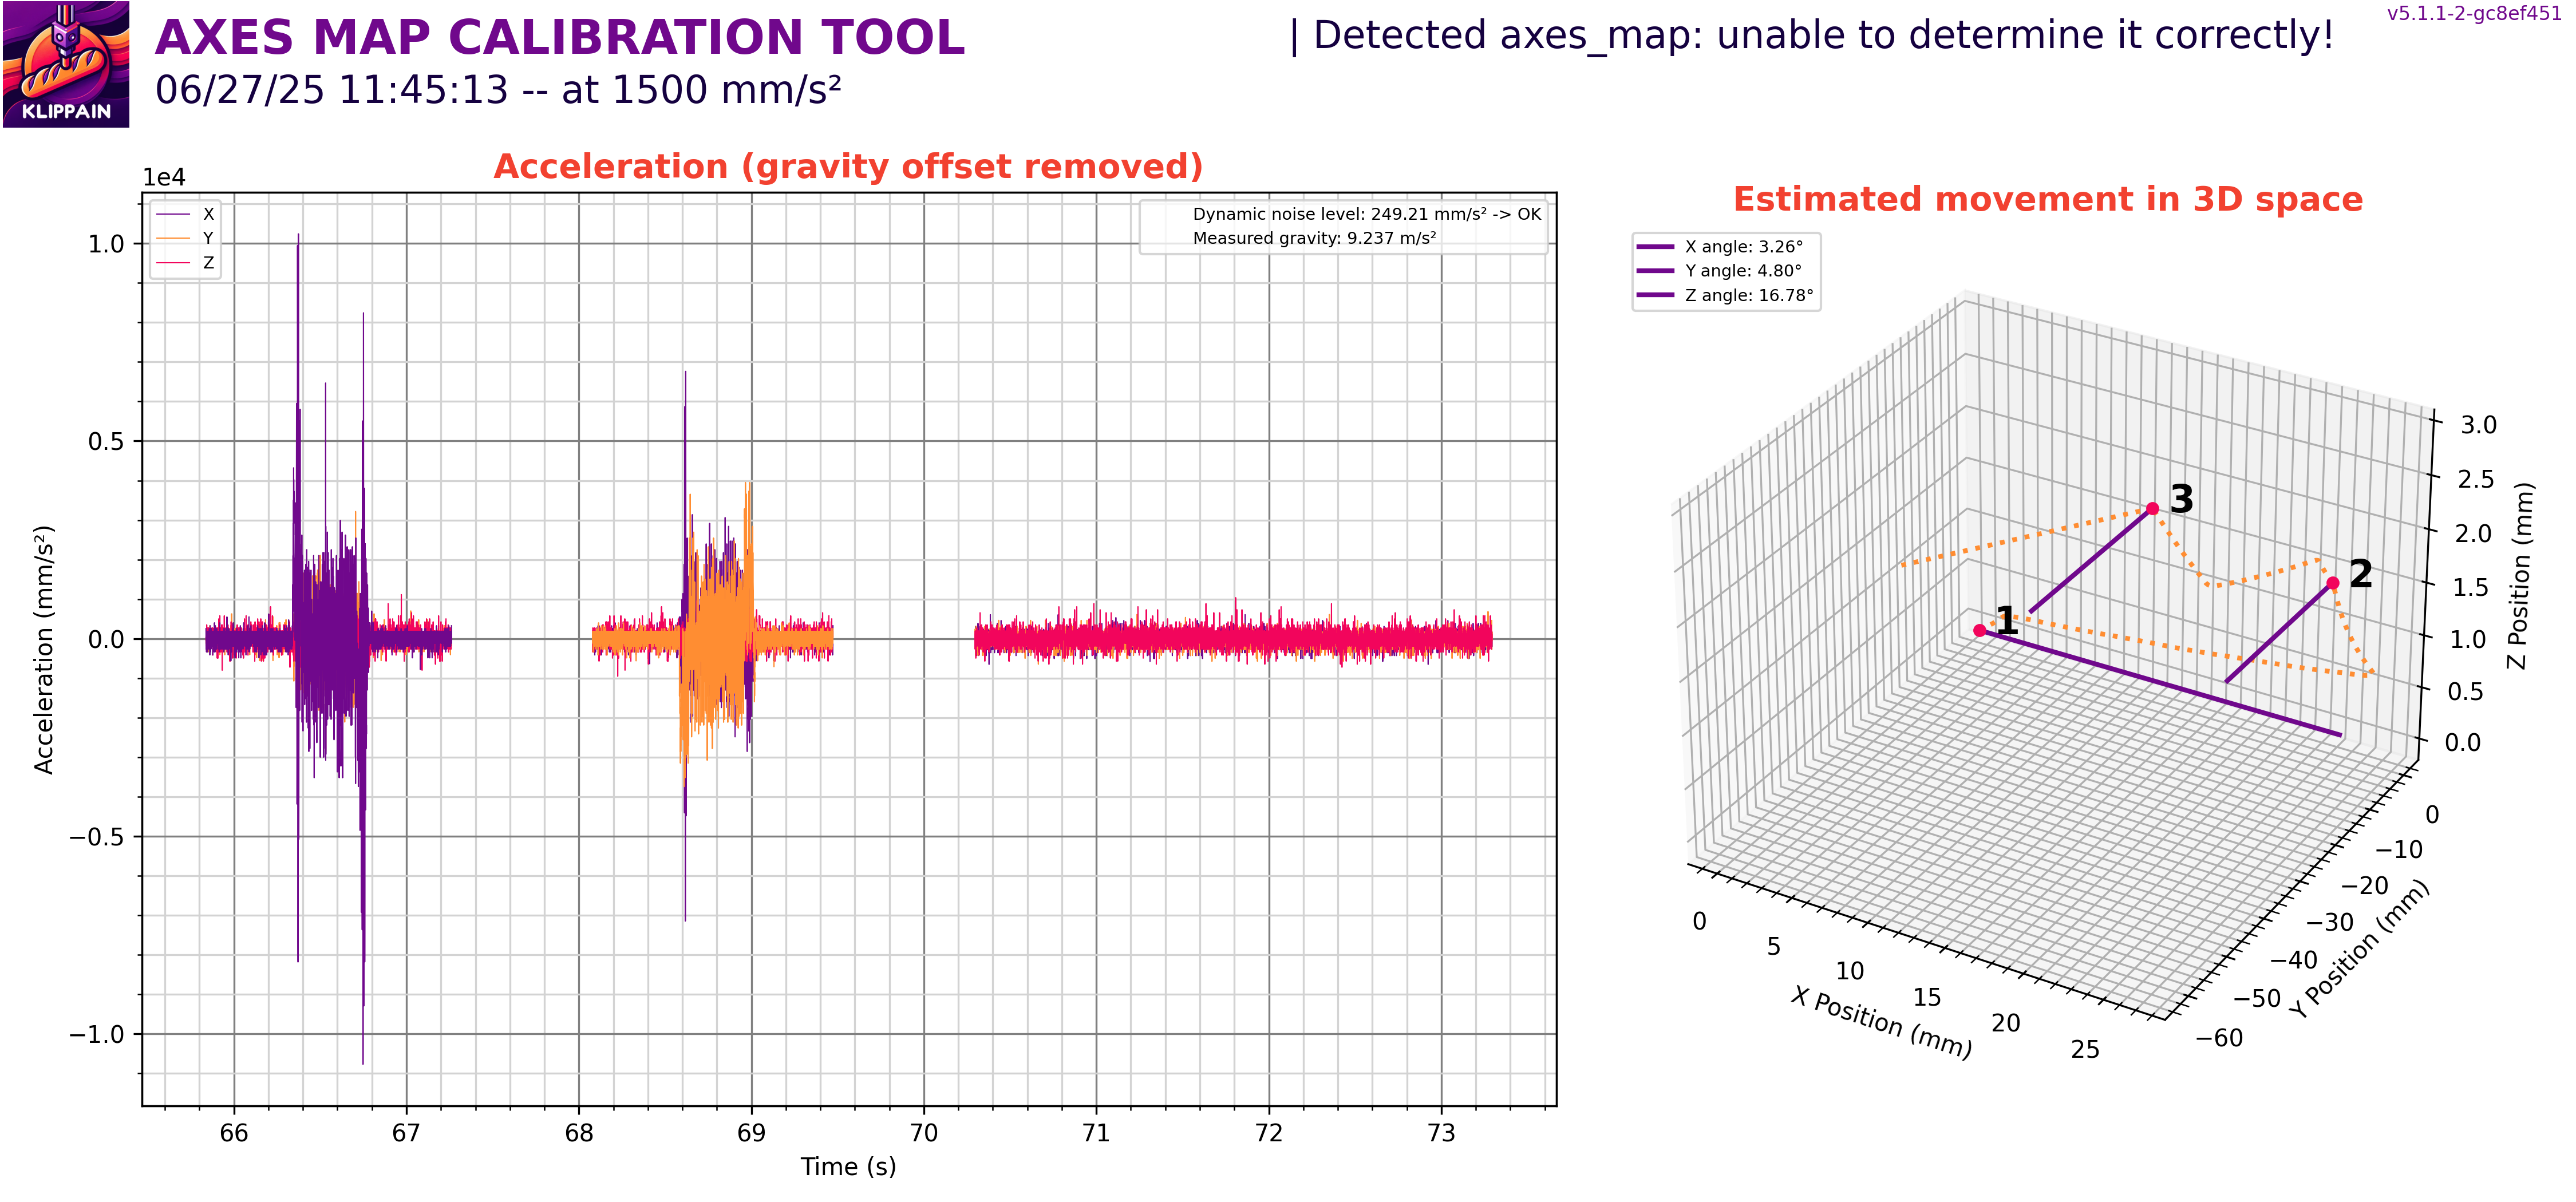 KLIPPAIN
AXES MAP CALIBRATION TOOL
06/27/25 11:45:13 -- at 1500 mm/s²
| Detected axes_map: unable to determine it correctly!
v5.1.1-2-gc8ef451
Acceleration (gravity offset removed)
1e4
X
Y
Z
Dynamic noise level: 249.21 mm/s² -> OK
Measured gravity: 9.237 m/s²
1.0
0.5
0.0
−0.5
−1.0
Acceleration (mm/s²)
66 67 68 69 70 71 72 73
Time (s)
Estimated movement in 3D space
X angle: 3.26°
Y angle: 4.80°
Z angle: 16.78°
3
2
1
3.0
2.5
2.0
1.5
1.0
0.5
0.0
Z Position (mm)
0
−10
−20
−30
−40
−50
−60
Y Position (mm)
0
5
10
15
20
25
X Position (mm)